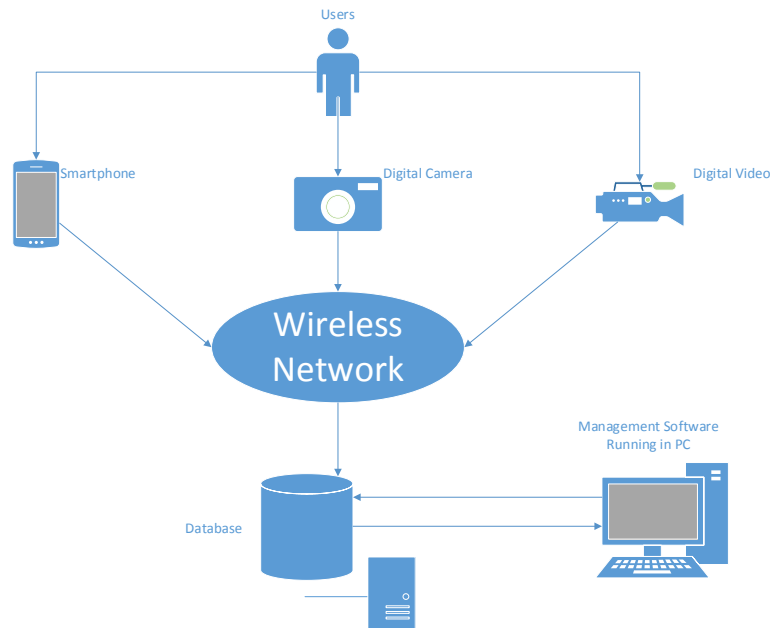 Users
Smartphone
Digital Camera
Digital Video
Wireless
Network
Management Software
Running in PC
Database